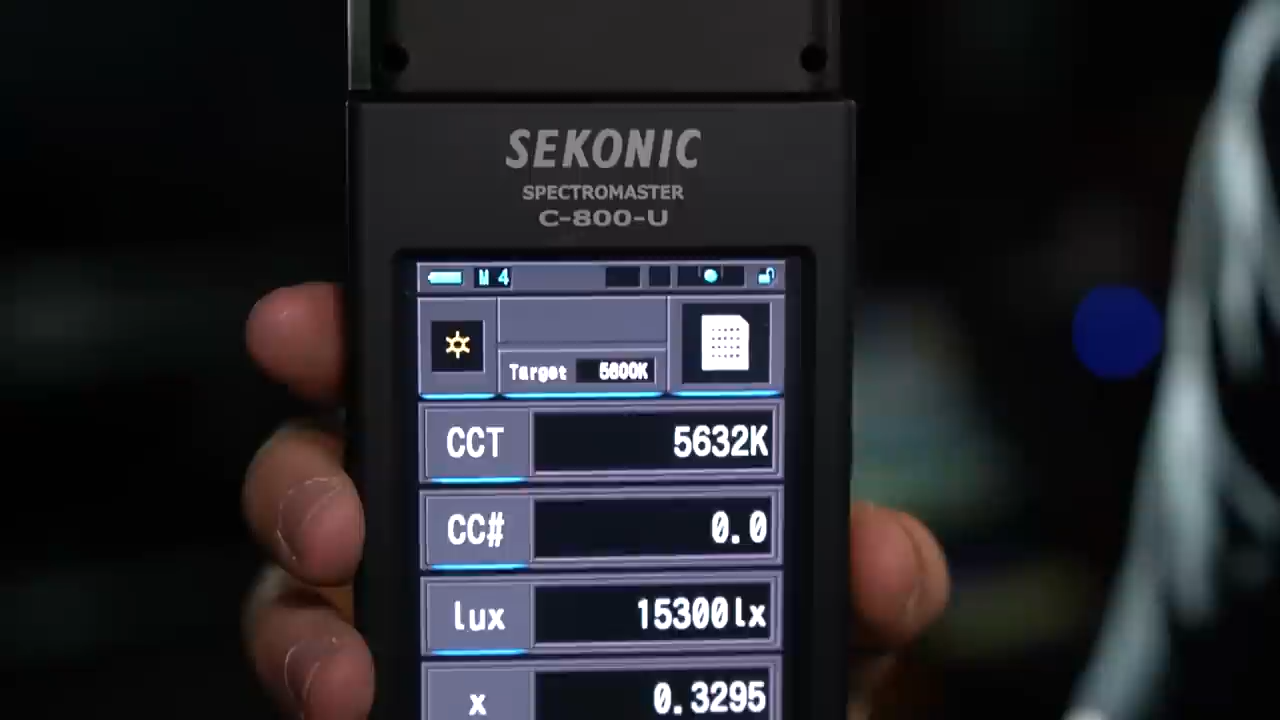 SEKONIC
SPECTROMASTER
C-800-U
M 4
Target 5600K
CCT 5632K
CC# 0.0
lux 15300lx
x 0.3295